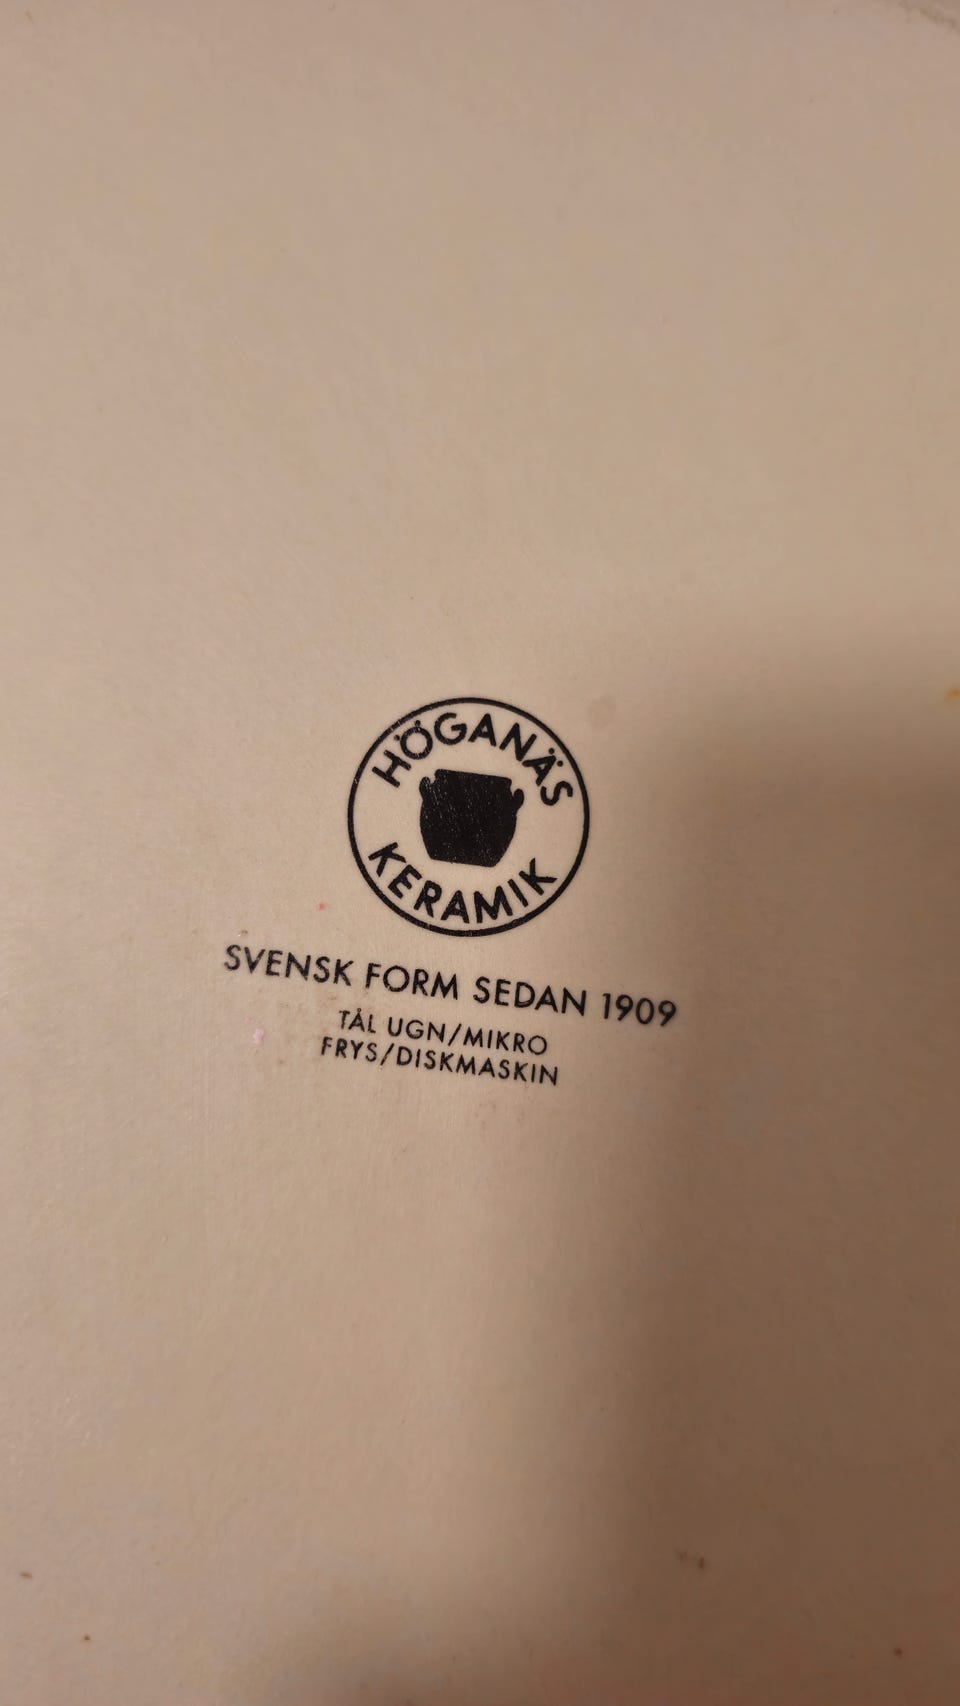 HÖGANÄS
KERAMIK
SVENSK FORM SEDAN 1909
TÅL UGN/MIKRO
FRYS/DISKMASKIN